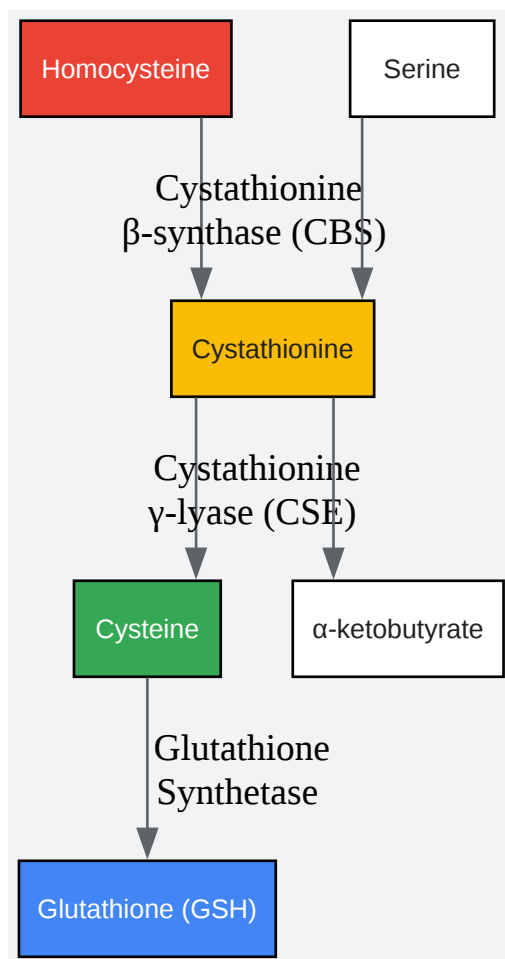 Homocysteine
Serine
Cystathionine
β-synthase (CBS)
Cystathionine
Cystathionine
γ-lyase (CSE)
Cysteine
α-ketobutyrate
Glutathione
Synthetase
Glutathione (GSH)